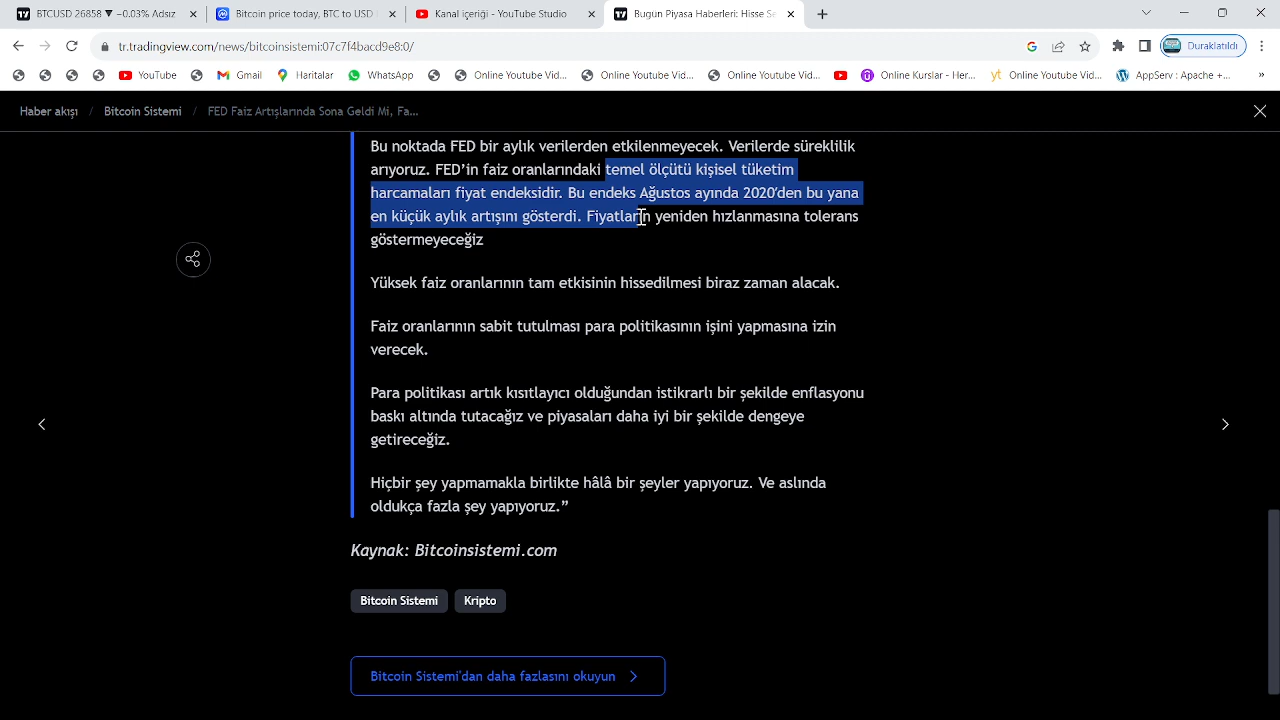 BTCUSD 26858 ▼ −0.03% Adsız
Bitcoin price today, BTC to USD
Kanal içeriği - YouTube Studio
Bugün Piyasa Haberleri: Hisse Se
tr.tradingview.com/news/bitcoinsistemi:07c7f4bacd9e8:0/
Duraklatıldı
YouTube
Gmail
Haritalar
WhatsApp
Online Youtube Vid...
Online Youtube Vid...
Online Youtube Vid...
Online Kurslar - Her...
Online Youtube Vid...
AppServ : Apache +...
Haber akışı / Bitcoin Sistemi / FED Faiz Artışlarında Sona Geldi Mi, Fa...
Bu noktada FED bir aylık verilerden etkilenmeyecek. Verilerde süreklilik
arıyoruz. FED’in faiz oranlarındaki temel ölçütü kişisel tüketim
harcamaları fiyat endeksidir. Bu endeks Ağustos ayında 2020’den bu yana
en küçük aylık artışını gösterdi. Fiyatların yeniden hızlanmasına tolerans
göstermeyeceğiz
Yüksek faiz oranlarının tam etkisinin hissedilmesi biraz zaman alacak.
Faiz oranlarının sabit tutulması para politikasının işini yapmasına izin
verecek.
Para politikası artık kısıtlayıcı olduğundan istikrarlı bir şekilde enflasyonu
baskı altında tutacağız ve piyasaları daha iyi bir şekilde dengeye
getireceğiz.
Hiçbir şey yapmamakla birlikte hâlâ bir şeyler yapıyoruz. Ve aslında
oldukça fazla şey yapıyoruz.”
Kaynak: Bitcoinsistemi.com
Bitcoin Sistemi
Kripto
Bitcoin Sistemi'dan daha fazlasını okuyun